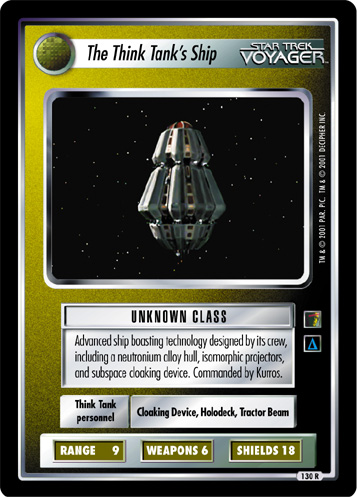 The Think Tank's Ship
STAR TREK
VOYAGER™
TM & © 2001 PAR. PIC. TM & © 2001 DECIPHER INC.
UNKNOWN CLASS
Advanced ship boasting technology designed by its crew,
including a neutronium alloy hull, isomorphic projectors,
and subspace cloaking device. Commanded by Kurros.
Think Tank
personnel
Cloaking Device, Holodeck, Tractor Beam
RANGE 9
WEAPONS 6
SHIELDS 18
130 R